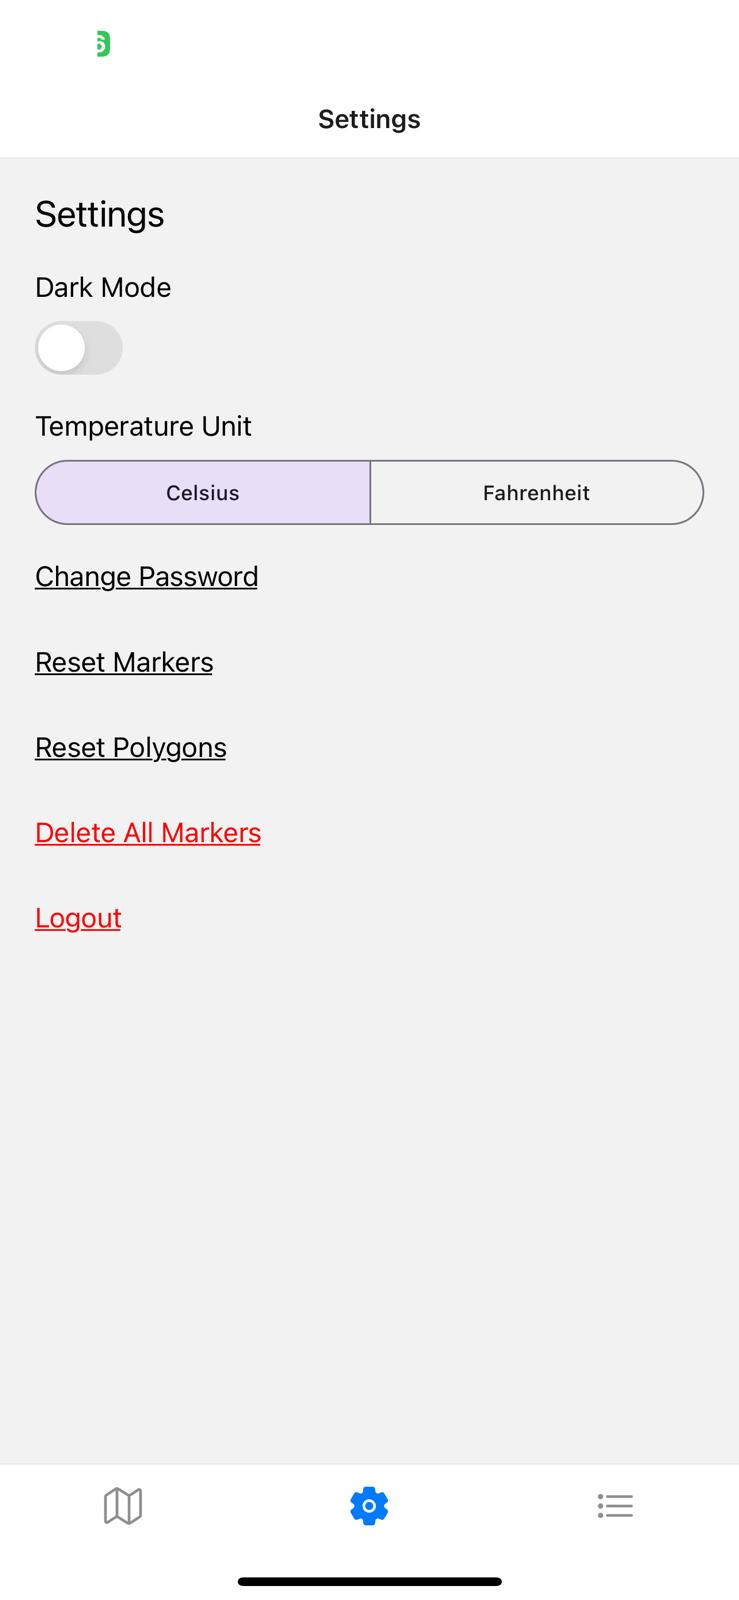 Settings
Settings
Dark Mode
Temperature Unit
Celsius
Fahrenheit
Change Password
Reset Markers
Reset Polygons
Delete All Markers
Logout